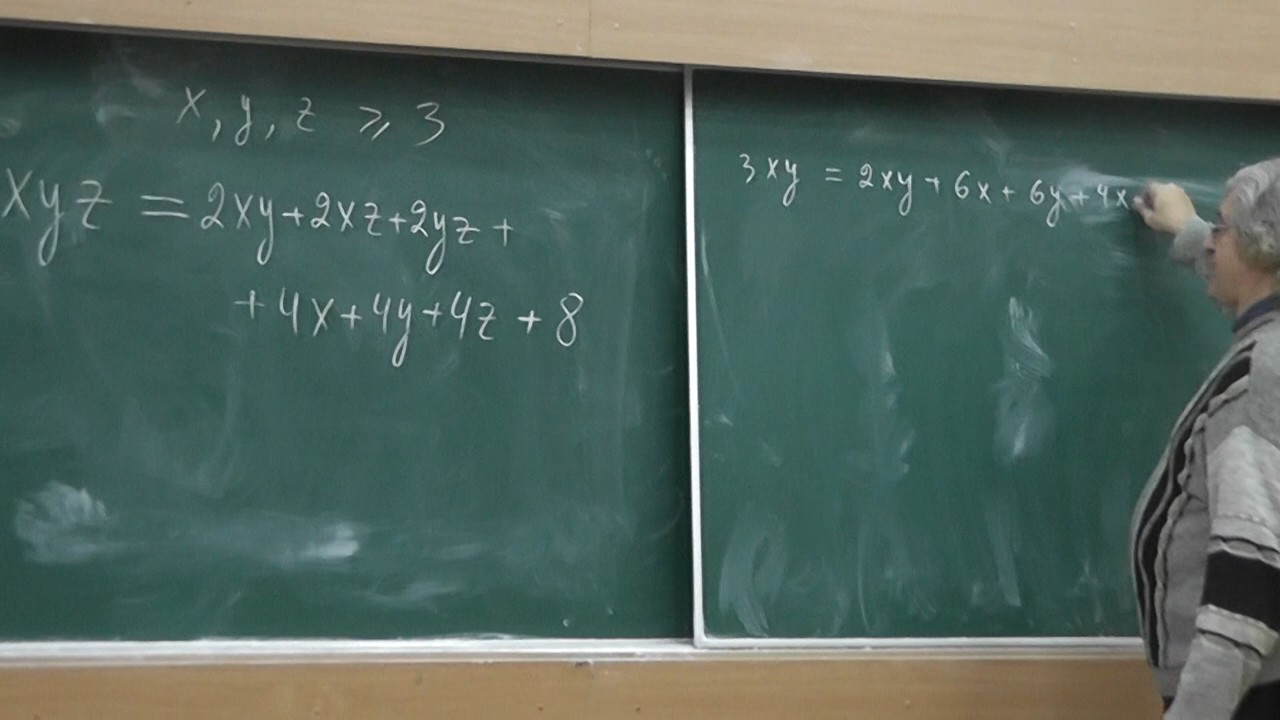 x, y, z ⩾ 3
xyz = 2xy+2xz+2yz+
+4x+4y+4z+8
3xy = 2xy+6x+6y+4x